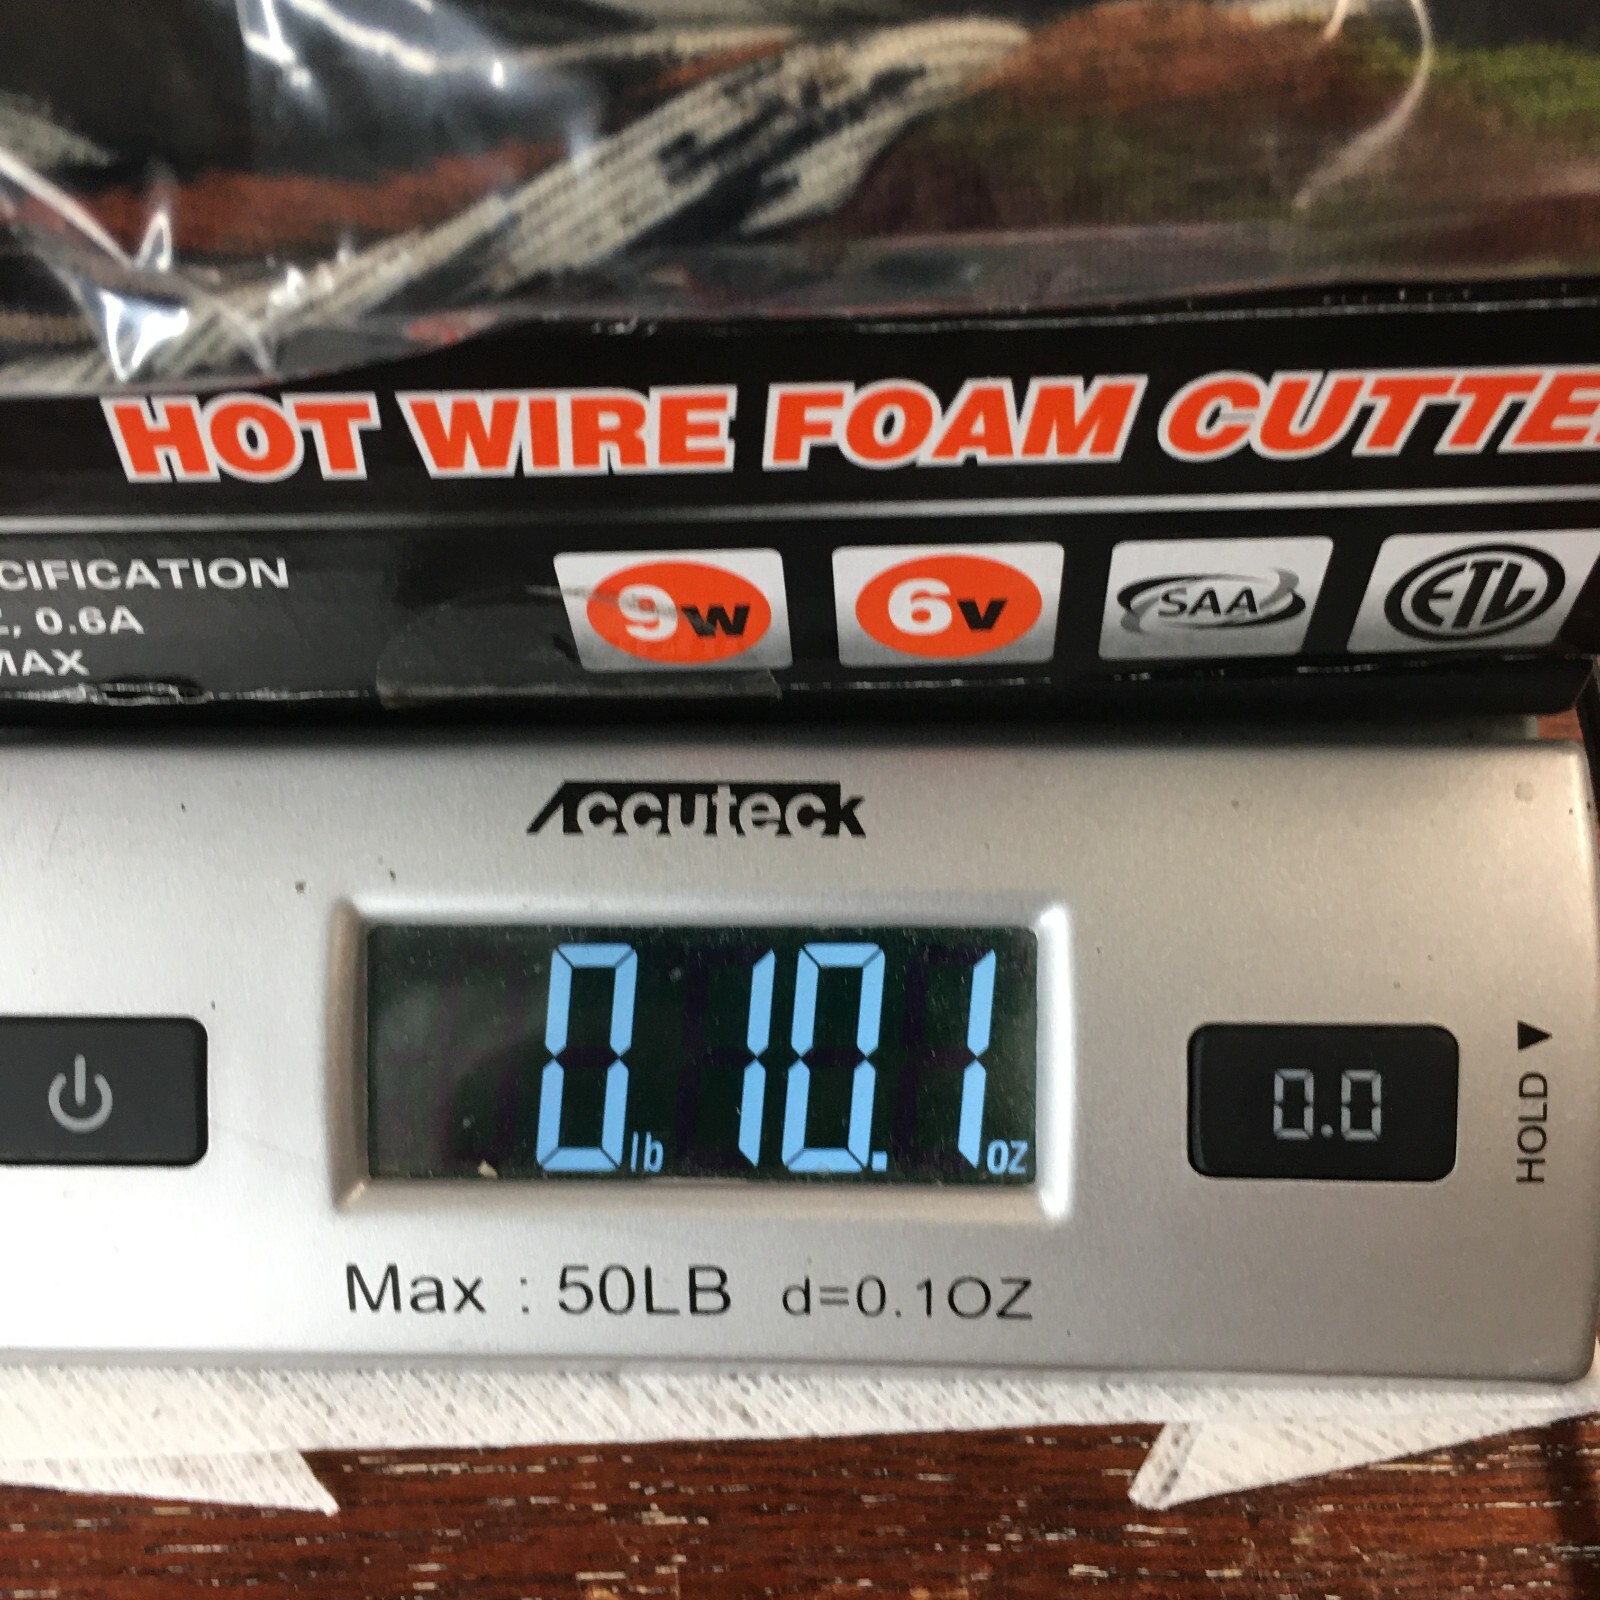 HOT WIRE FOAM CUTTE
CIFICATION
, 0.6A
MAX
9W
6V
SAA
ETL
Accuteck
0 lb 10.1 oz
0.0
HOLD ▼
Max : 50LB d=0.1OZ